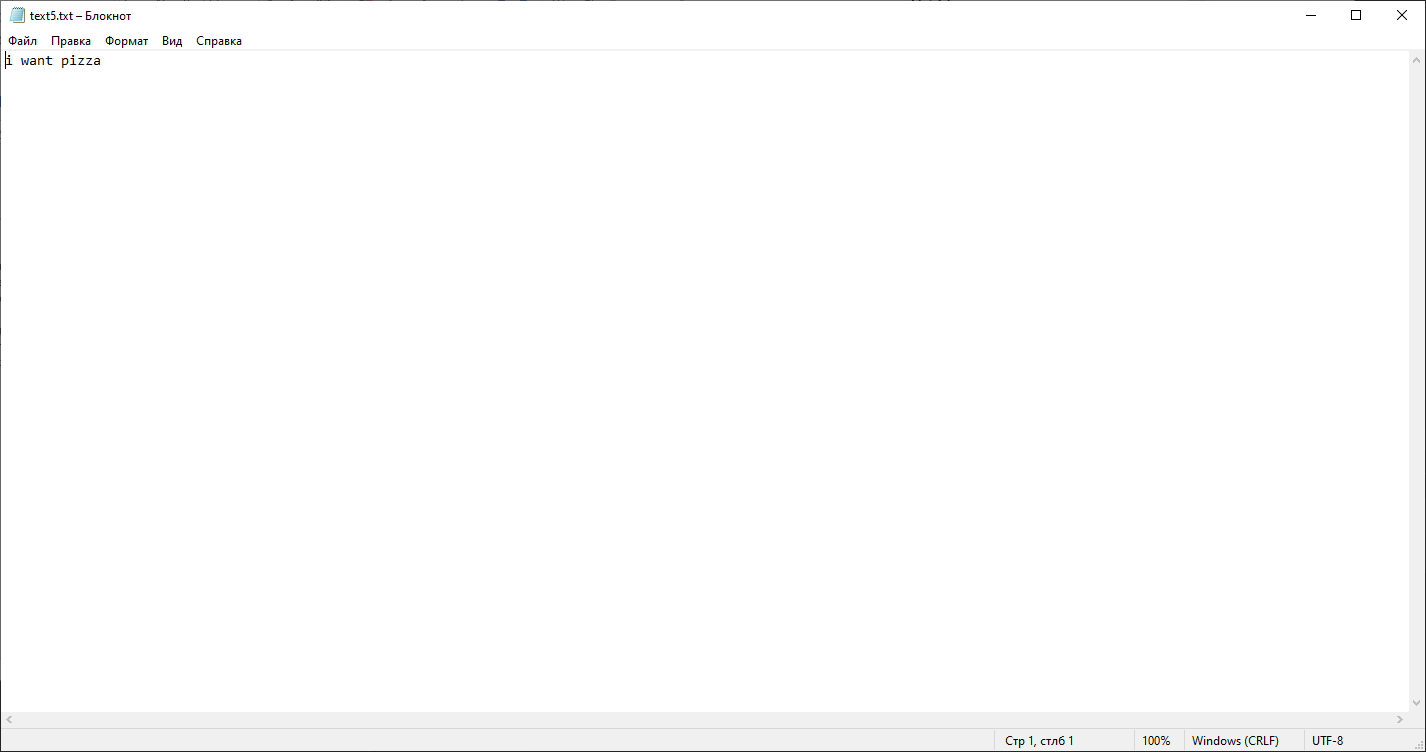 text5.txt – Блокнот
Файл Правка Формат Вид Справка
i want pizza
Стр 1, стлб 1 100% Windows (CRLF) UTF-8